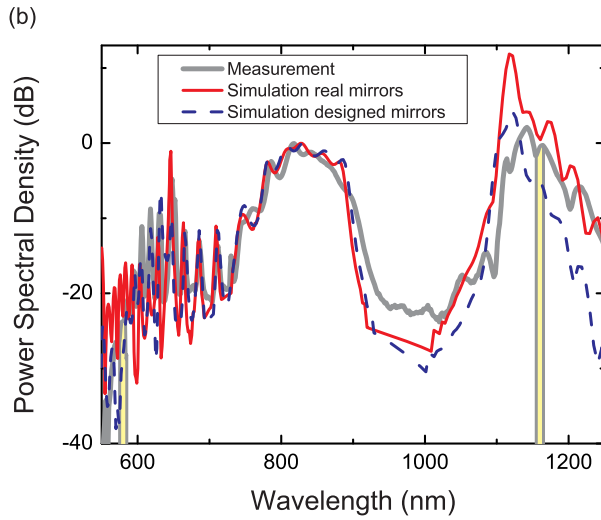 (b)
Measurement
Simulation real mirrors
Simulation designed mirrors
Power Spectral Density (dB)
0
-20
-40
600
800
1000
1200
Wavelength (nm)